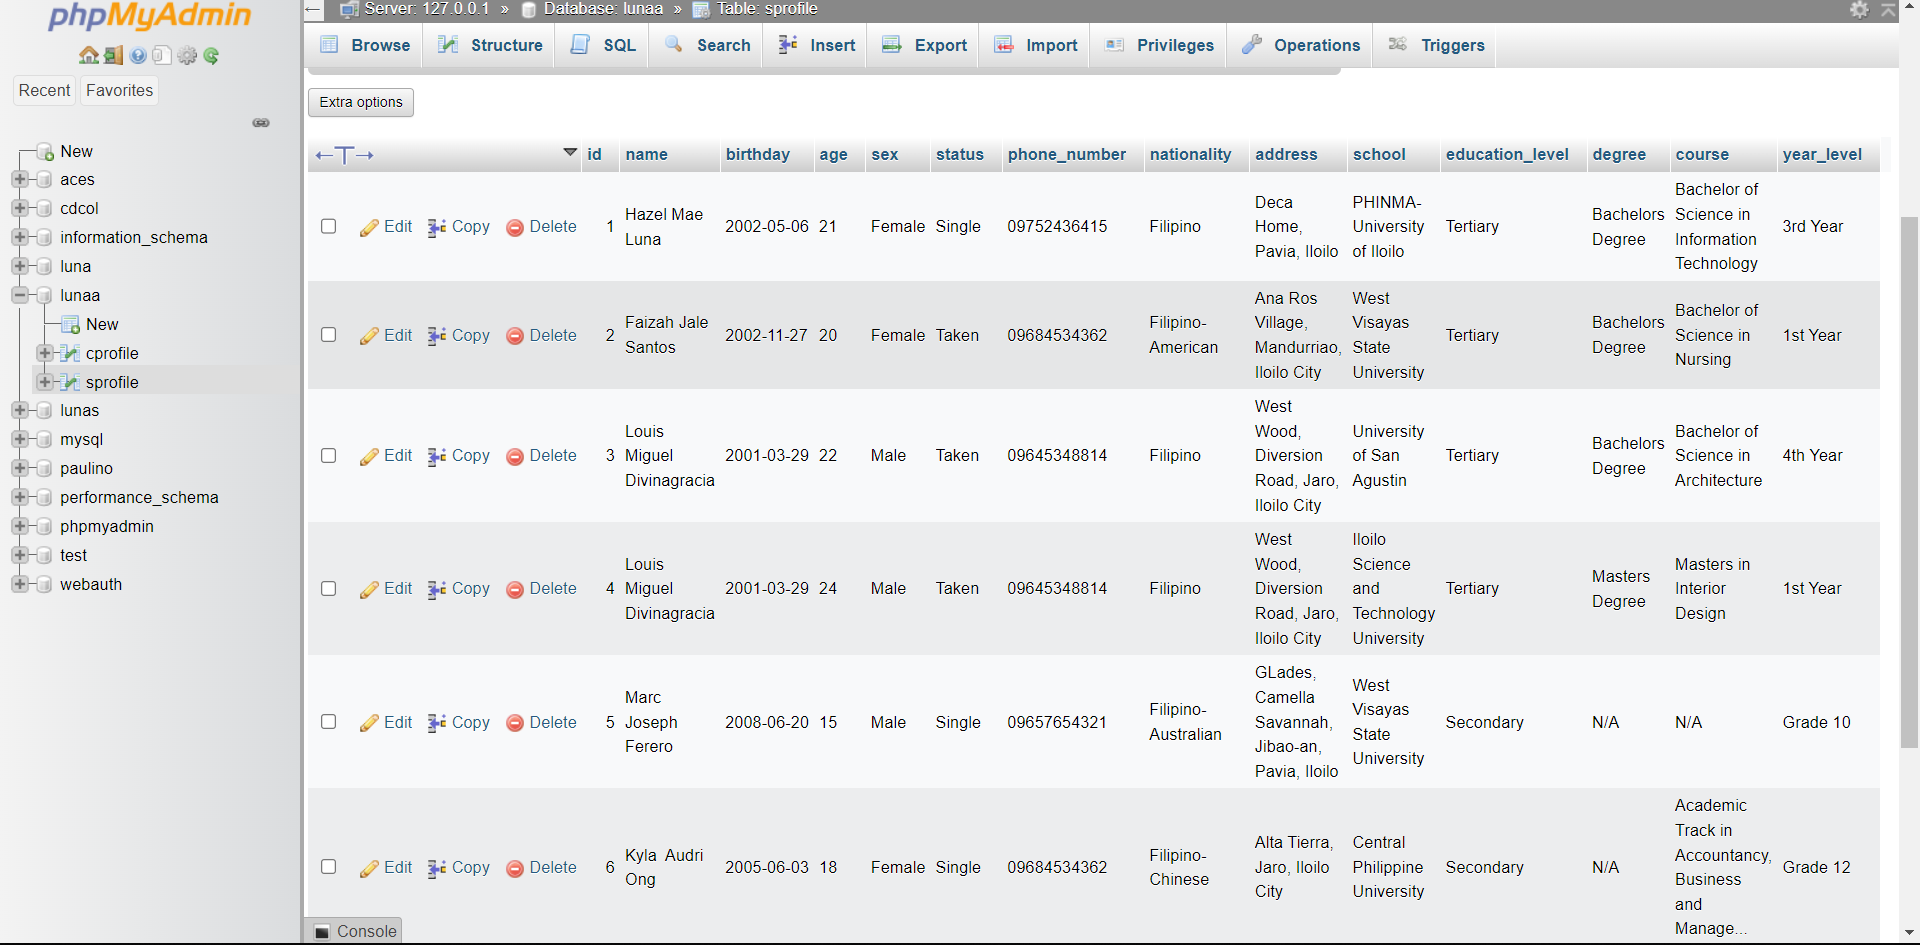 phpMyAdmin
Recent Favorites
New
aces
cdcol
information_schema
luna
lunaa
New
cprofile
sprofile
lunas
mysql
paulino
performance_schema
phpmyadmin
test
webauth
Server: 127.0.0.1 » Database: lunaa » Table: sprofile
Browse Structure SQL Search Insert Export Import Privileges Operations Triggers
Extra options
←T→ id name birthday age sex status phone_number nationality address school education_level degree course year_level
Edit Copy Delete 1
Hazel Mae
Luna
2002-05-06 21 Female Single 09752436415 Filipino
Deca
Home,
Pavia, Iloilo
PHINMA-
University
of Iloilo
Tertiary
Bachelors
Degree
Bachelor of
Science in
Information
Technology
3rd Year
Edit Copy Delete 2
Faizah Jale
Santos
2002-11-27 20 Female Taken 09684534362
Filipino-
American
Ana Ros
Village,
Mandurriao,
Iloilo City
West
Visayas
State
University
Tertiary
Bachelors
Degree
Bachelor of
Science in
Nursing
1st Year
Edit Copy Delete 3
Louis
Miguel
Divinagracia
2001-03-29 22 Male Taken 09645348814 Filipino
West
Wood,
Diversion
Road, Jaro,
Iloilo City
University
of San
Agustin
Tertiary
Bachelors
Degree
Bachelor of
Science in
Architecture
4th Year
Edit Copy Delete 4
Louis
Miguel
Divinagracia
2001-03-29 24 Male Taken 09645348814 Filipino
West
Wood,
Diversion
Road, Jaro,
Iloilo City
Iloilo
Science
and
Technology
University
Tertiary
Masters
Degree
Masters in
Interior
Design
1st Year
Edit Copy Delete 5
Marc
Joseph
Ferero
2008-06-20 15 Male Single 09657654321
Filipino-
Australian
GLades,
Camella
Savannah,
Jibao-an,
Pavia, Iloilo
West
Visayas
State
University
Secondary
N/A
N/A
Grade 10
Edit Copy Delete 6
Kyla Audri
Ong
2005-06-03 18 Female Single 09684534362
Filipino-
Chinese
Alta Tierra,
Jaro, Iloilo
City
Central
Philippine
University
Secondary
N/A
Academic
Track in
Accountancy,
Business
and
Manage...
Grade 12
Console